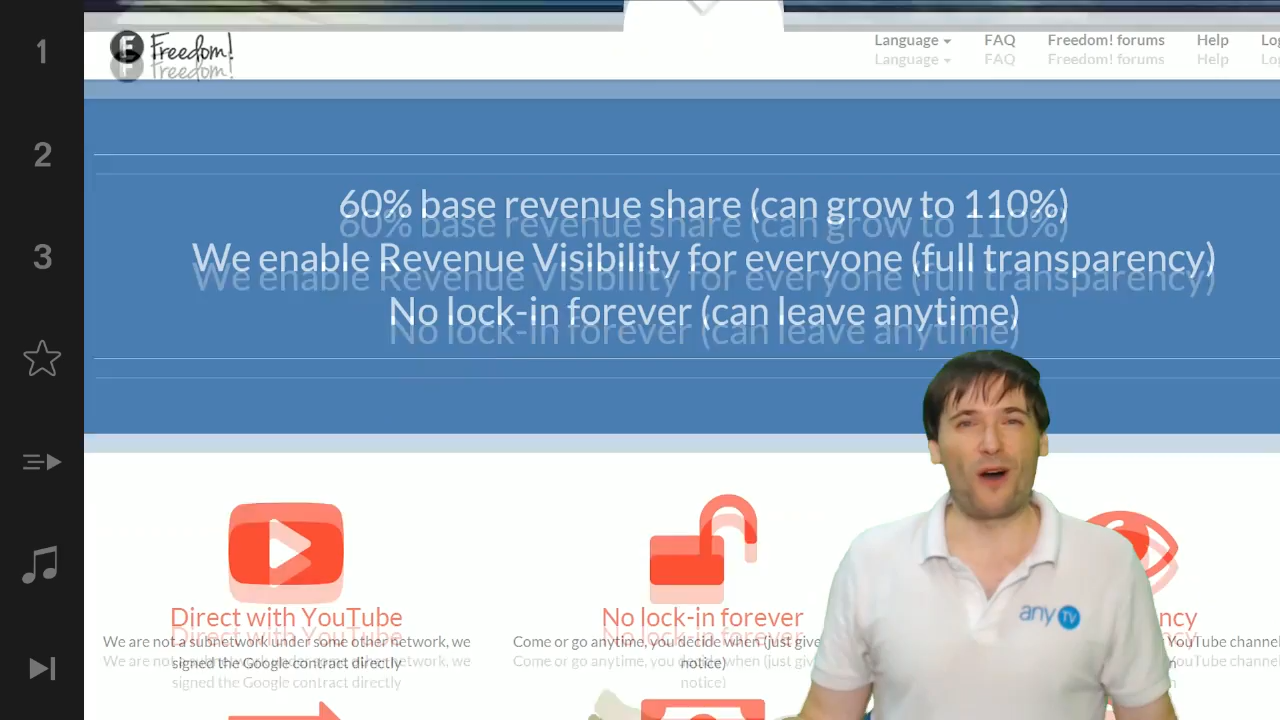 1
2
3
Freedom!
Language
FAQ
Freedom! forums
Help
60% base revenue share (can grow to 110%)
We enable Revenue Visibility for everyone (full transparency)
No lock-in forever (can leave anytime)
Direct with YouTube
We are not a subnetwork under some other network, we
signed the Google contract directly
No lock-in forever
Come or go anytime, you decide when (just give
notice)
YouTube channel
any TV